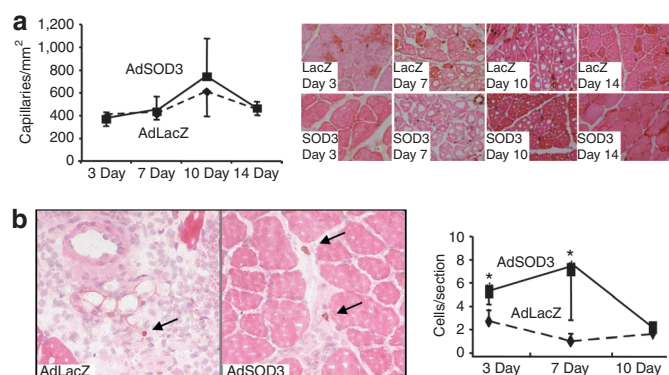 a
Capillaries/mm²
1,200
1,000
800
600
400
200
0
AdSOD3
AdLacZ
3 Day 7 Day 10 Day 14 Day
LacZ
Day 3
LacZ
Day 7
LacZ
Day 10
LacZ
Day 14
SOD3
Day 3
SOD3
Day 7
SOD3
Day 10
SOD3
Day 14
b
AdLacZ
AdSOD3
Cells/section
10
8
6
4
2
0
*
*
AdSOD3
AdLacZ
3 Day 7 Day 10 Day